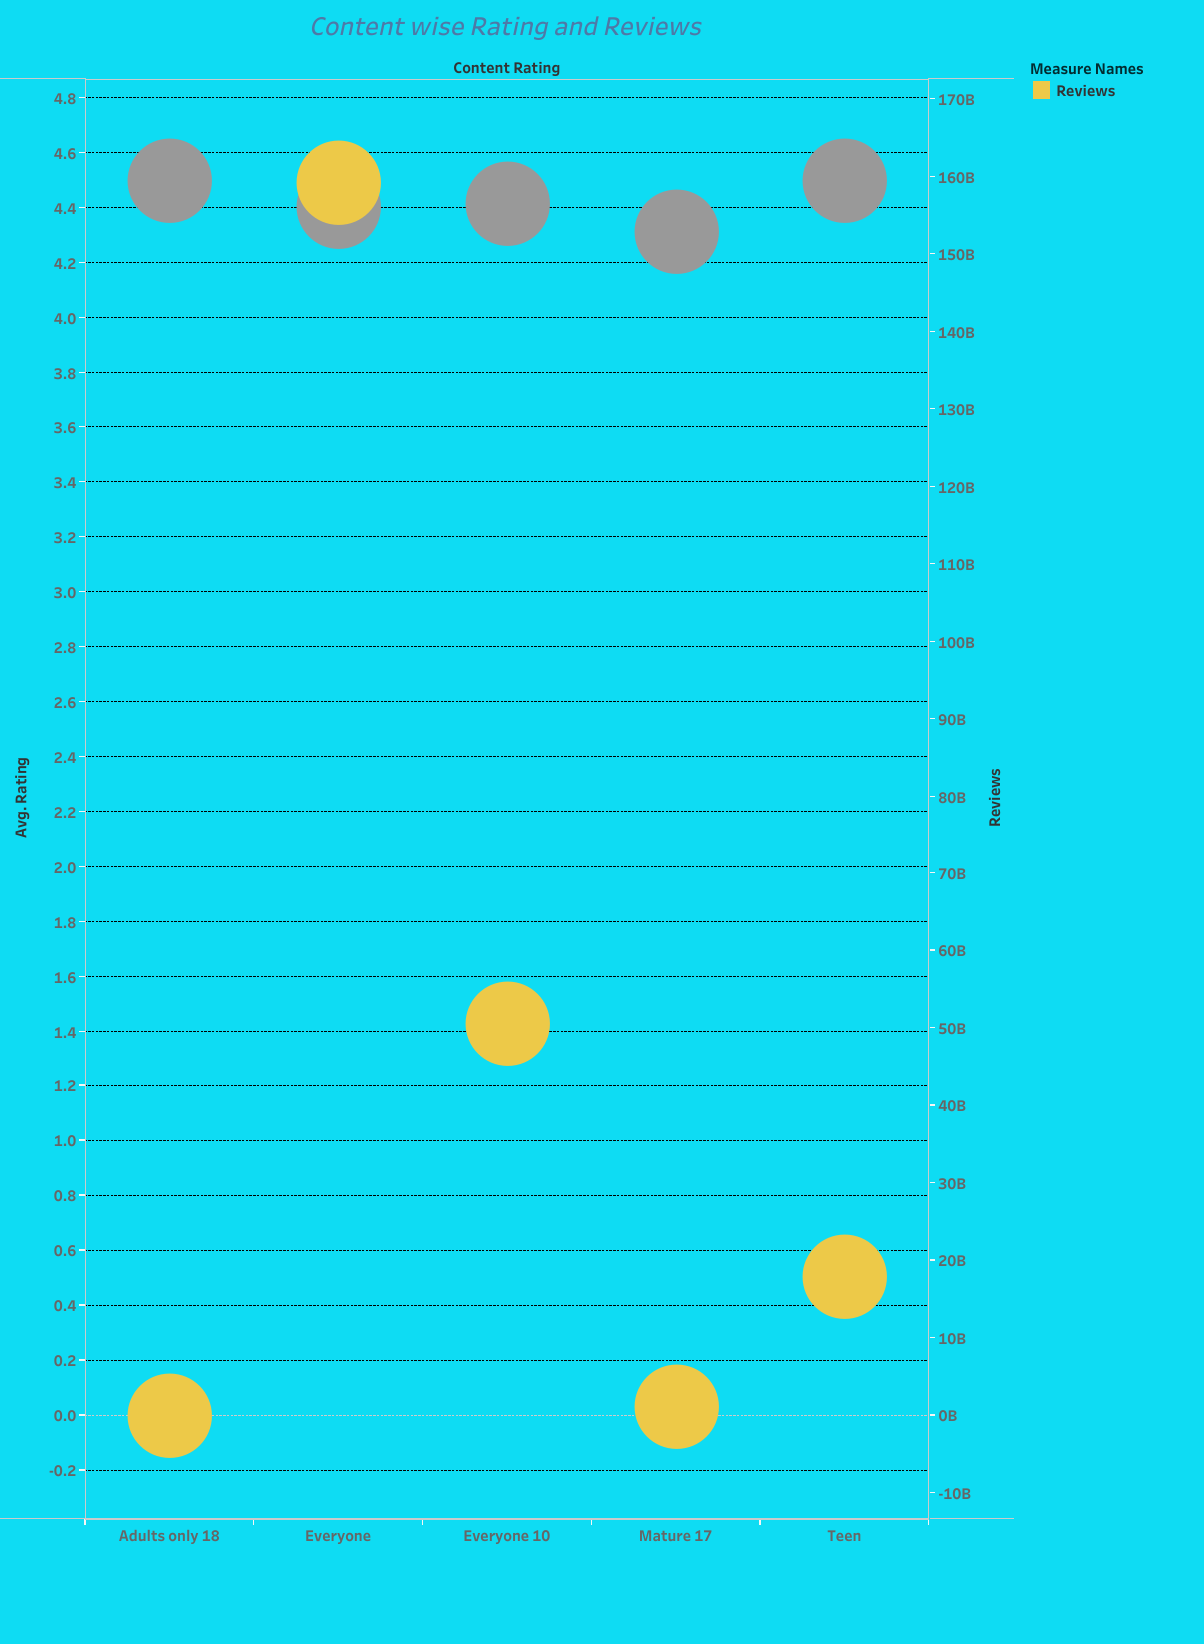 Content wise Rating and Reviews
Content Rating
Measure Names
Reviews
4.8
4.6
4.4
4.2
4.0
3.8
3.6
3.4
3.2
3.0
2.8
2.6
2.4
2.2
2.0
1.8
1.6
1.4
1.2
1.0
0.8
0.6
0.4
0.2
0.0
-0.2
Avg. Rating
170B
160B
150B
140B
130B
120B
110B
100B
90B
80B
70B
60B
50B
40B
30B
20B
10B
0B
-10B
Reviews
Adults only 18 Everyone Everyone 10 Mature 17 Teen